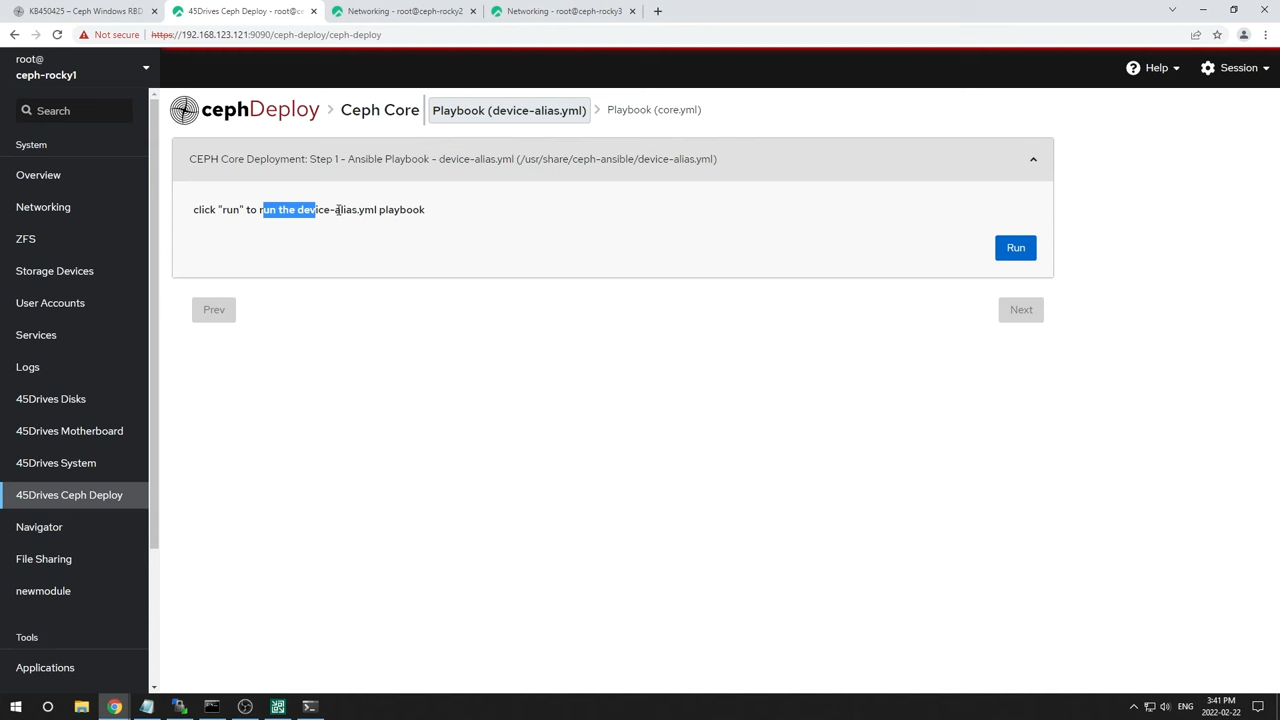 KB450425 – Ceph Windows RBD
45Drives Ceph Deploy - root@ce
Networking - root@ceph-rocky2
Networking - root@ceph-rocky3
Not secure
https://192.168.123.121:9090/ceph-deploy/ceph-deploy
root@
ceph-rocky1
Help
Session
Search
System
Overview
Networking
ZFS
Storage Devices
User Accounts
Services
Logs
45Drives Disks
45Drives Motherboard
45Drives System
45Drives Ceph Deploy
Navigator
File Sharing
newmodule
Tools
Applications
cephDeploy > Ceph Core Playbook (device-alias.yml) > Playbook (core.yml)
CEPH Core Deployment: Step 1 - Ansible Playbook - device-alias.yml (/usr/share/ceph-ansible/device-alias.yml)
click "run" to run the device-alias.yml playbook
Run
Prev
Next
ENG
3:41 PM
2022-02-22